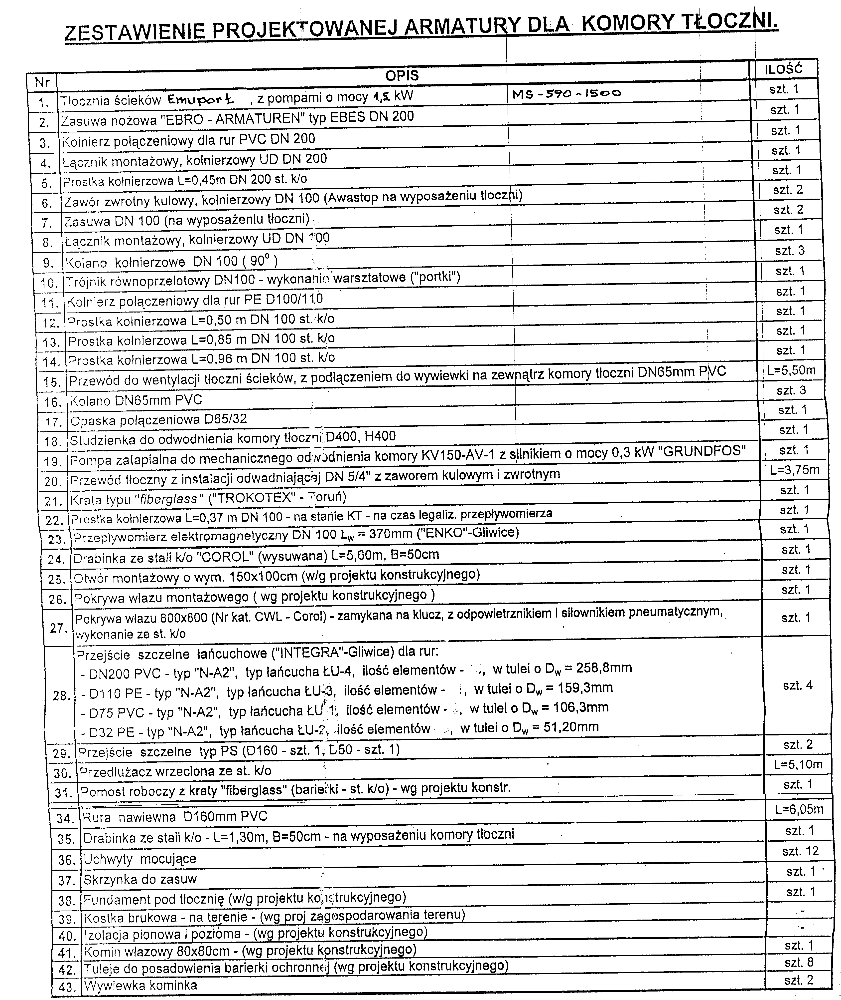 ZESTAWIENIE PROJEKTOWANEJ ARMATURY DLA KOMORY TŁOCZNI.
Nr OPIS ILOŚĆ
1. Tłocznia ścieków Emuport , z pompami o mocy 1,5 kW MS-590-1500 szt. 1
2. Zasuwa nożowa "EBRO - ARMATUREN" typ EBES DN 200 szt. 1
3. Kołnierz połączeniowy dla rur PVC DN 200 szt. 1
4. Łącznik montażowy, kołnierzowy UD DN 200 szt. 1
5. Prostka kołnierzowa L=0,45m DN 200 st. k/o szt. 1
6. Zawór zwrotny kulowy, kołnierzowy DN 100 (Awastop na wyposażeniu tłoczni) szt. 2
7. Zasuwa DN 100 (na wyposażeniu tłoczni) szt. 2
8. Łącznik montażowy, kołnierzowy UD DN 100 szt. 1
9. Kolano kołnierzowe DN 100 ( 90° ) szt. 3
10. Trójnik równoprzelotowy DN100 - wykonanie warsztatowe ("portki") szt. 1
11. Kołnierz połączeniowy dla rur PE D100/110 szt. 1
12. Prostka kołnierzowa L=0,50 m DN 100 st. k/o szt. 1
13. Prostka kołnierzowa L=0,85 m DN 100 st. k/o szt. 1
14. Prostka kołnierzowa L=0,96 m DN 100 st. k/o szt. 1
15. Przewód do wentylacji tłoczni ścieków, z podłączeniem do wywiewki na zewnątrz komory tłoczni DN65mm PVC L=5,50m
16. Kolano DN65mm PVC szt. 3
17. Opaska połączeniowa D65/32 szt. 1
18. Studzienka do odwodnienia komory tłoczni D400, H400 szt. 1
19. Pompa zatapialna do mechanicznego odwodnienia komory KV150-AV-1 z silnikiem o mocy 0,3 kW "GRUNDFOS" szt. 1
20. Przewód tłoczny z instalacji odwadniającej DN 5/4" z zaworem kulowym i zwrotnym L=3,75m
21. Krata typu "fiberglass" ("TROKOTEX" - Toruń) szt. 1
22. Prostka kołnierzowa L=0,37 m DN 100 - na stanie KT - na czas legaliz. przepływomierza szt. 1
23. Przepływomierz elektromagnetyczny DN 100 Lw = 370mm ("ENKO"-Gliwice) szt. 1
24. Drabinka ze stali k/o "COROL" (wysuwana) L=5,60m, B=50cm szt. 1
25. Otwór montażowy o wym. 150x100cm (w/g projektu konstrukcyjnego) szt. 1
26. Pokrywa włazu montażowego ( wg projektu konstrukcyjnego ) szt. 1
27. Pokrywa włazu 800x800 (Nr kat. CWL - Corol) - zamykana na klucz, z odpowietrznikiem i siłownikiem pneumatycznym, szt. 1
wykonanie ze st. k/o
Przejście szczelne łańcuchowe ("INTEGRA"-Gliwice) dla rur:
- DN200 PVC - typ "N-A2", typ łańcucha ŁU-4, ilość elementów - , w tulei o Dw = 258,8mm
28. - D110 PE - typ "N-A2", typ łańcucha ŁU-3, ilość elementów - , w tulei o Dw = 159,3mm szt. 4
- D75 PVC - typ "N-A2", typ łańcucha ŁU-1, ilość elementów - , w tulei o Dw = 106,3mm
- D32 PE - typ "N-A2", typ łańcucha ŁU-2, ilość elementów , w tulei o Dw = 51,20mm
29. Przejście szczelne typ PS (D160 - szt. 1, D50 - szt. 1) szt. 2
30. Przedłużacz wrzeciona ze st. k/o L=5,10m
31. Pomost roboczy z kraty "fiberglass" (barierki - st. k/o) - wg projektu konstr. szt. 1
34. Rura nawiewna D160mm PVC L=6,05m
35. Drabinka ze stali k/o - L=1,30m, B=50cm - na wyposażeniu komory tłoczni szt. 1
36. Uchwyty mocujące szt. 12
37. Skrzynka do zasuw szt. 1
38. Fundament pod tłocznię (w/g projektu konstrukcyjnego) szt. 1
39. Kostka brukowa - na terenie - (wg proj zagospodarowania terenu) -
40. Izolacja pionowa i pozioma - (wg projektu konstrukcyjnego) -
41. Komin włazowy 80x80cm - (wg projektu konstrukcyjnego) szt. 1
42. Tuleje do posadowienia barierki ochronnej (wg projektu konstrukcyjnego) szt. 8
43. Wywiewka kominka szt. 2